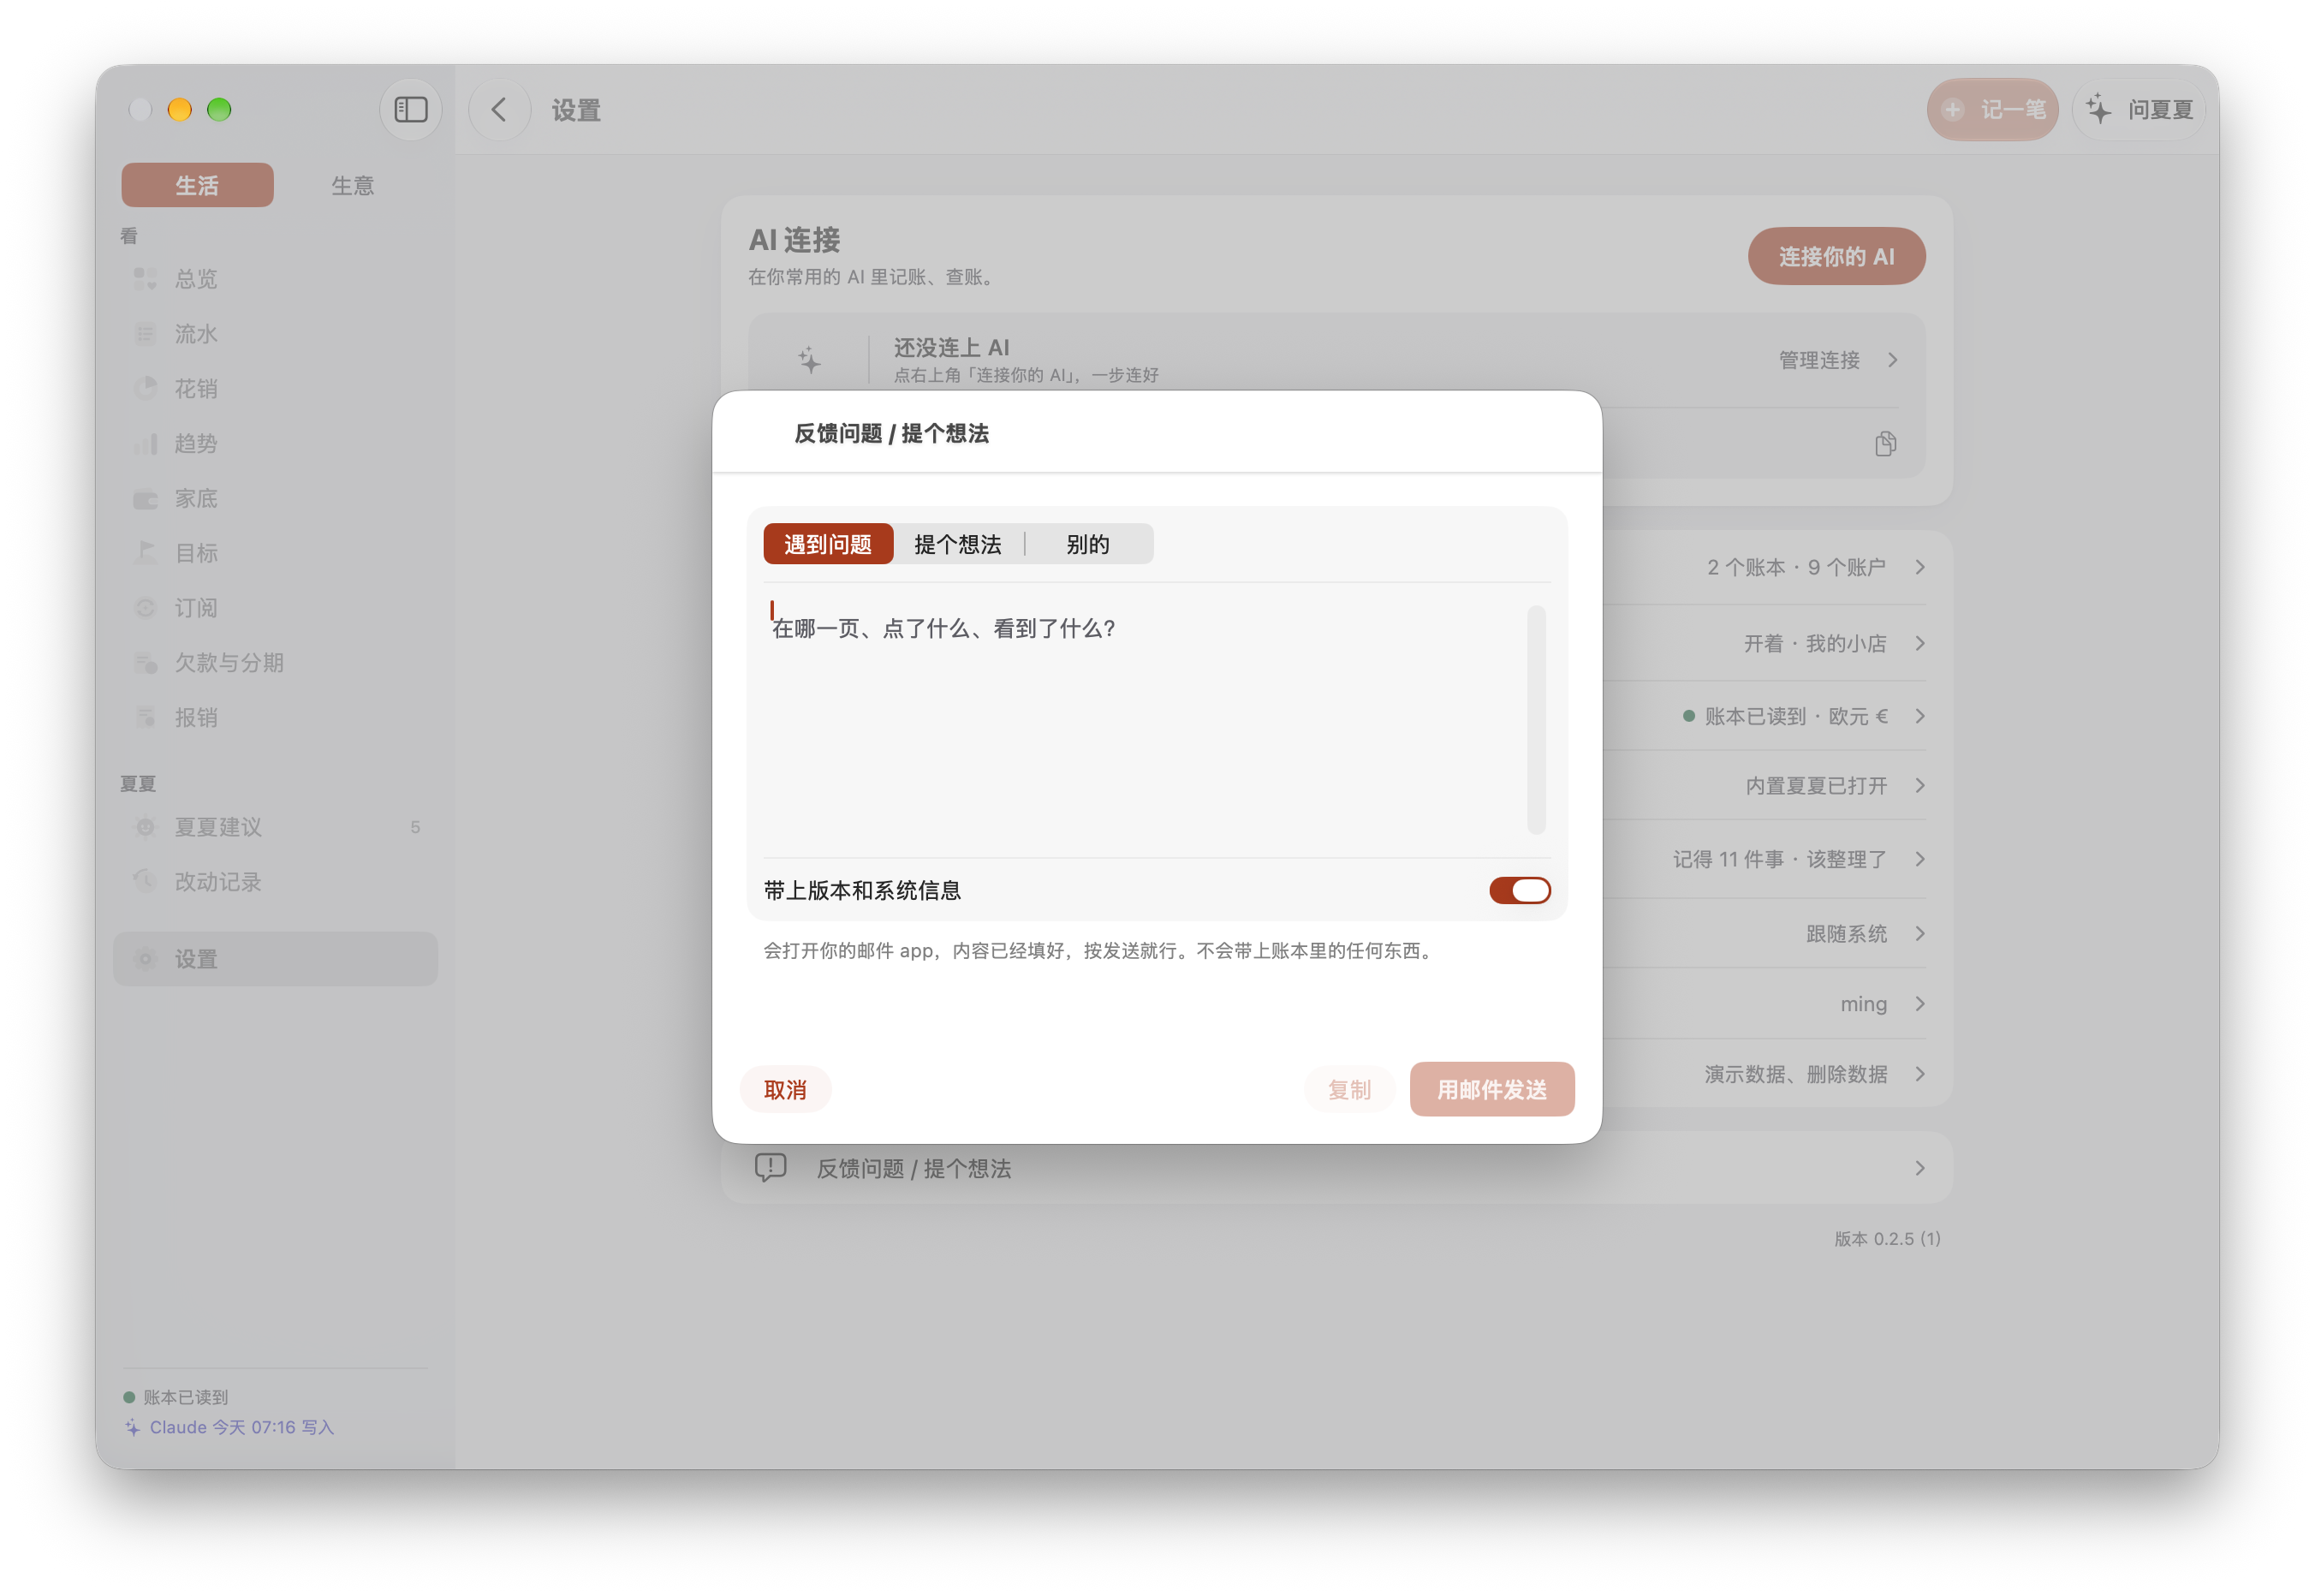 设置
记一笔
问夏夏
生活
生意
看
总览
流水
花销
趋势
家底
目标
订阅
欠款与分期
报销
夏夏
夏夏建议
5
改动记录
设置
账本已读到
Claude 今天 07:16 写入
AI 连接
在你常用的 AI 里记账、查账。
连接你的 AI
还没连上 AI
点右上角「连接你的 AI」，一步连好
管理连接
2 个账本 · 9 个账户
开着 · 我的小店
账本已读到 · 欧元 €
内置夏夏已打开
记得 11 件事 · 该整理了
跟随系统
ming
演示数据、删除数据
反馈问题 / 提个想法
遇到问题
提个想法
别的
在哪一页、点了什么、看到了什么？
带上版本和系统信息
会打开你的邮件 app，内容已经填好，按发送就行。不会带上账本里的任何东西。
取消
复制
用邮件发送
反馈问题 / 提个想法
版本 0.2.5 (1)